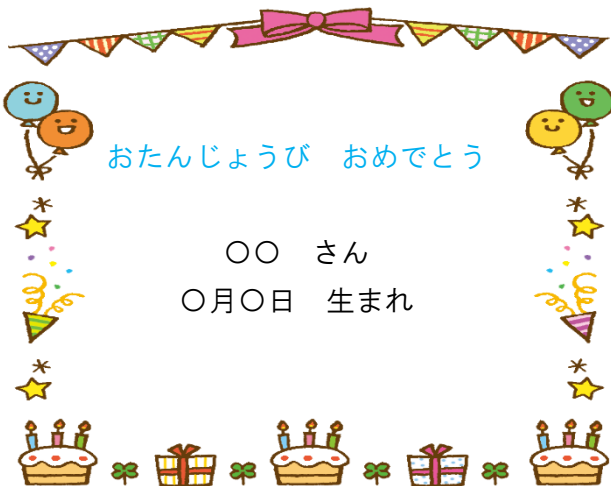 おたんじょうび　おめでとう
〇〇　さん
〇月〇日　生まれ